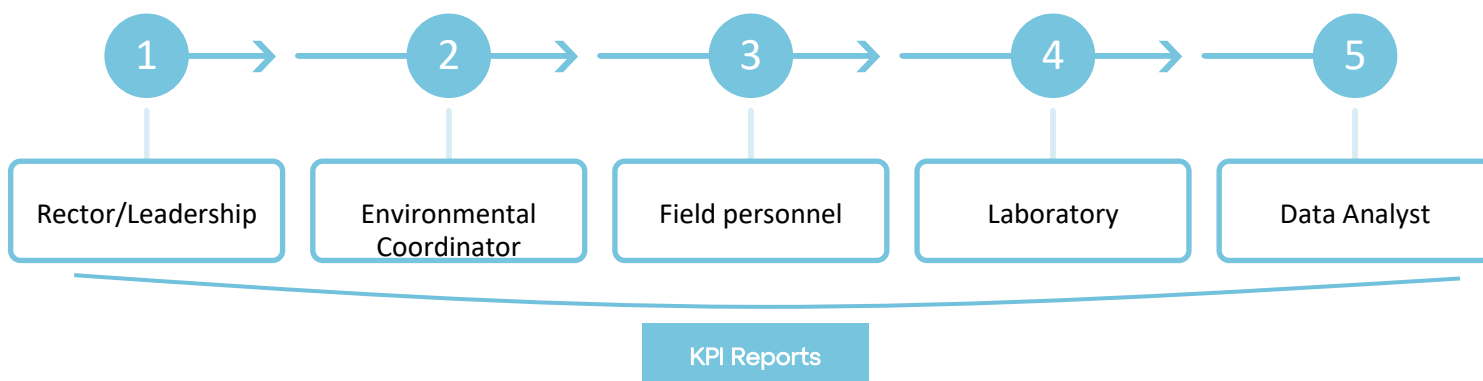 1
2
3
4
5
Rector/Leadership
Environmental
Coordinator
Field personnel
Laboratory
Data Analyst
KPI Reports